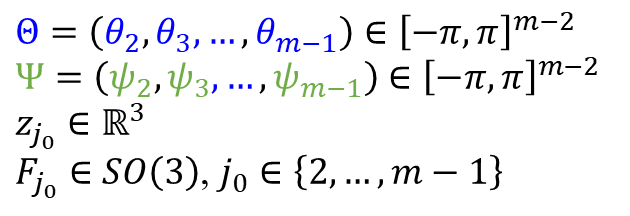 Θ = (θ₂, θ₃, …, θₘ₋₁) ∈ [−π, π]ᵐ⁻²
Ψ = (ψ₂, ψ₃, …, ψₘ₋₁) ∈ [−π, π]ᵐ⁻²
z_{j₀} ∈ ℝ³
F_{j₀} ∈ SO(3), j₀ ∈ {2, …, m − 1}